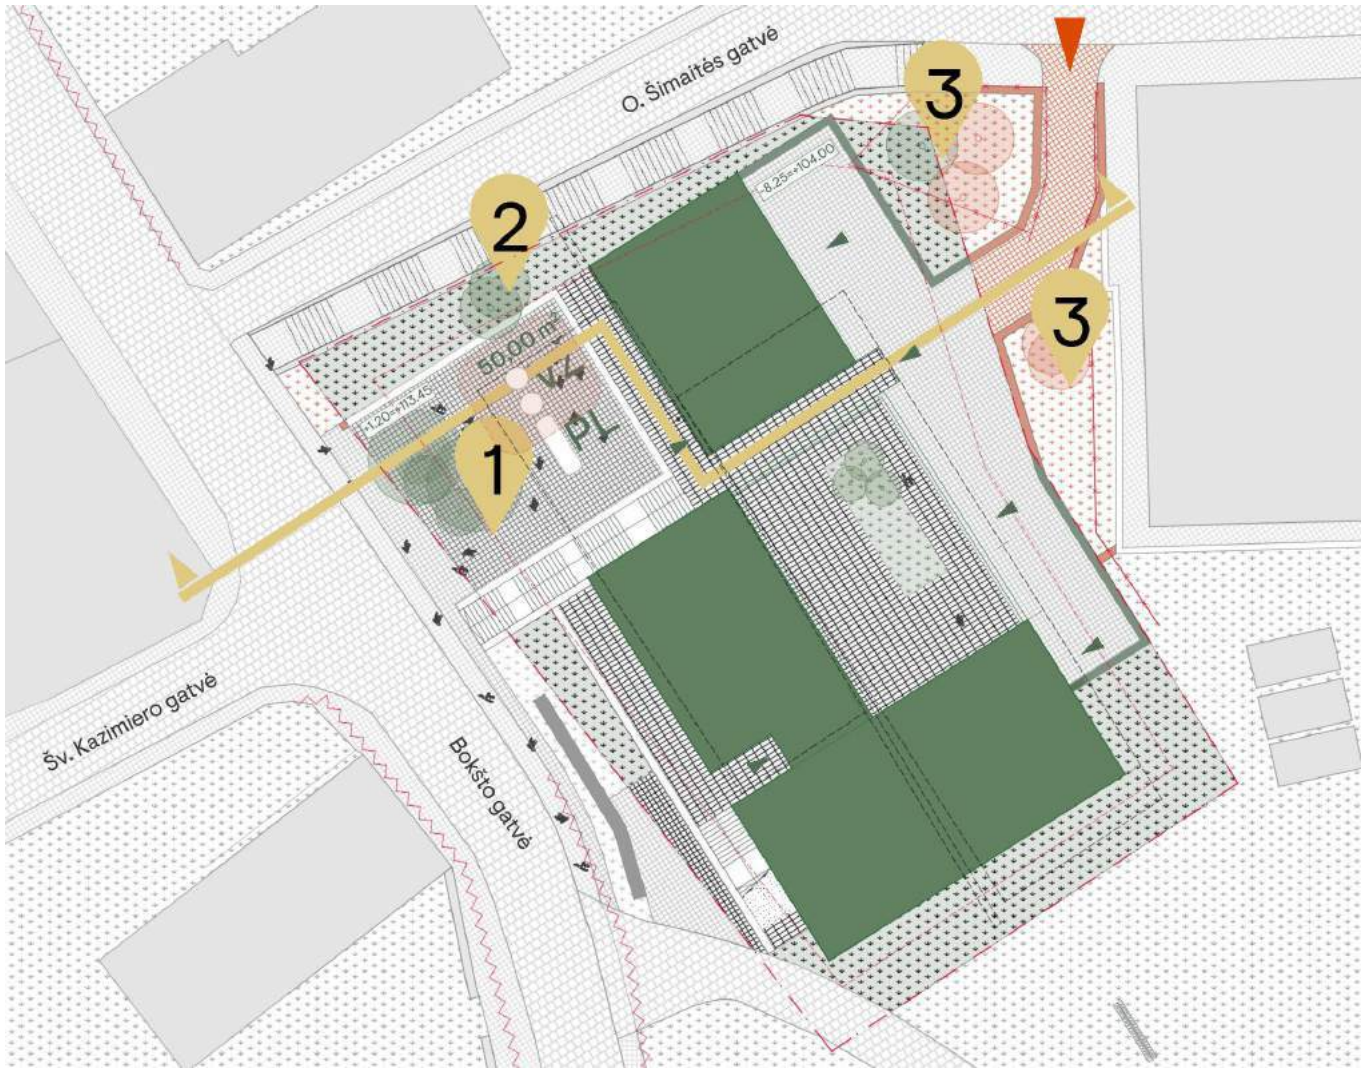 O. Šimaitės gatvė
3
-8.25=+104.00
2
50,00 m²
VŽ
PL
+1.20=+113.45
1
3
Šv. Kazimiero gatvė
Bokšto gatvė